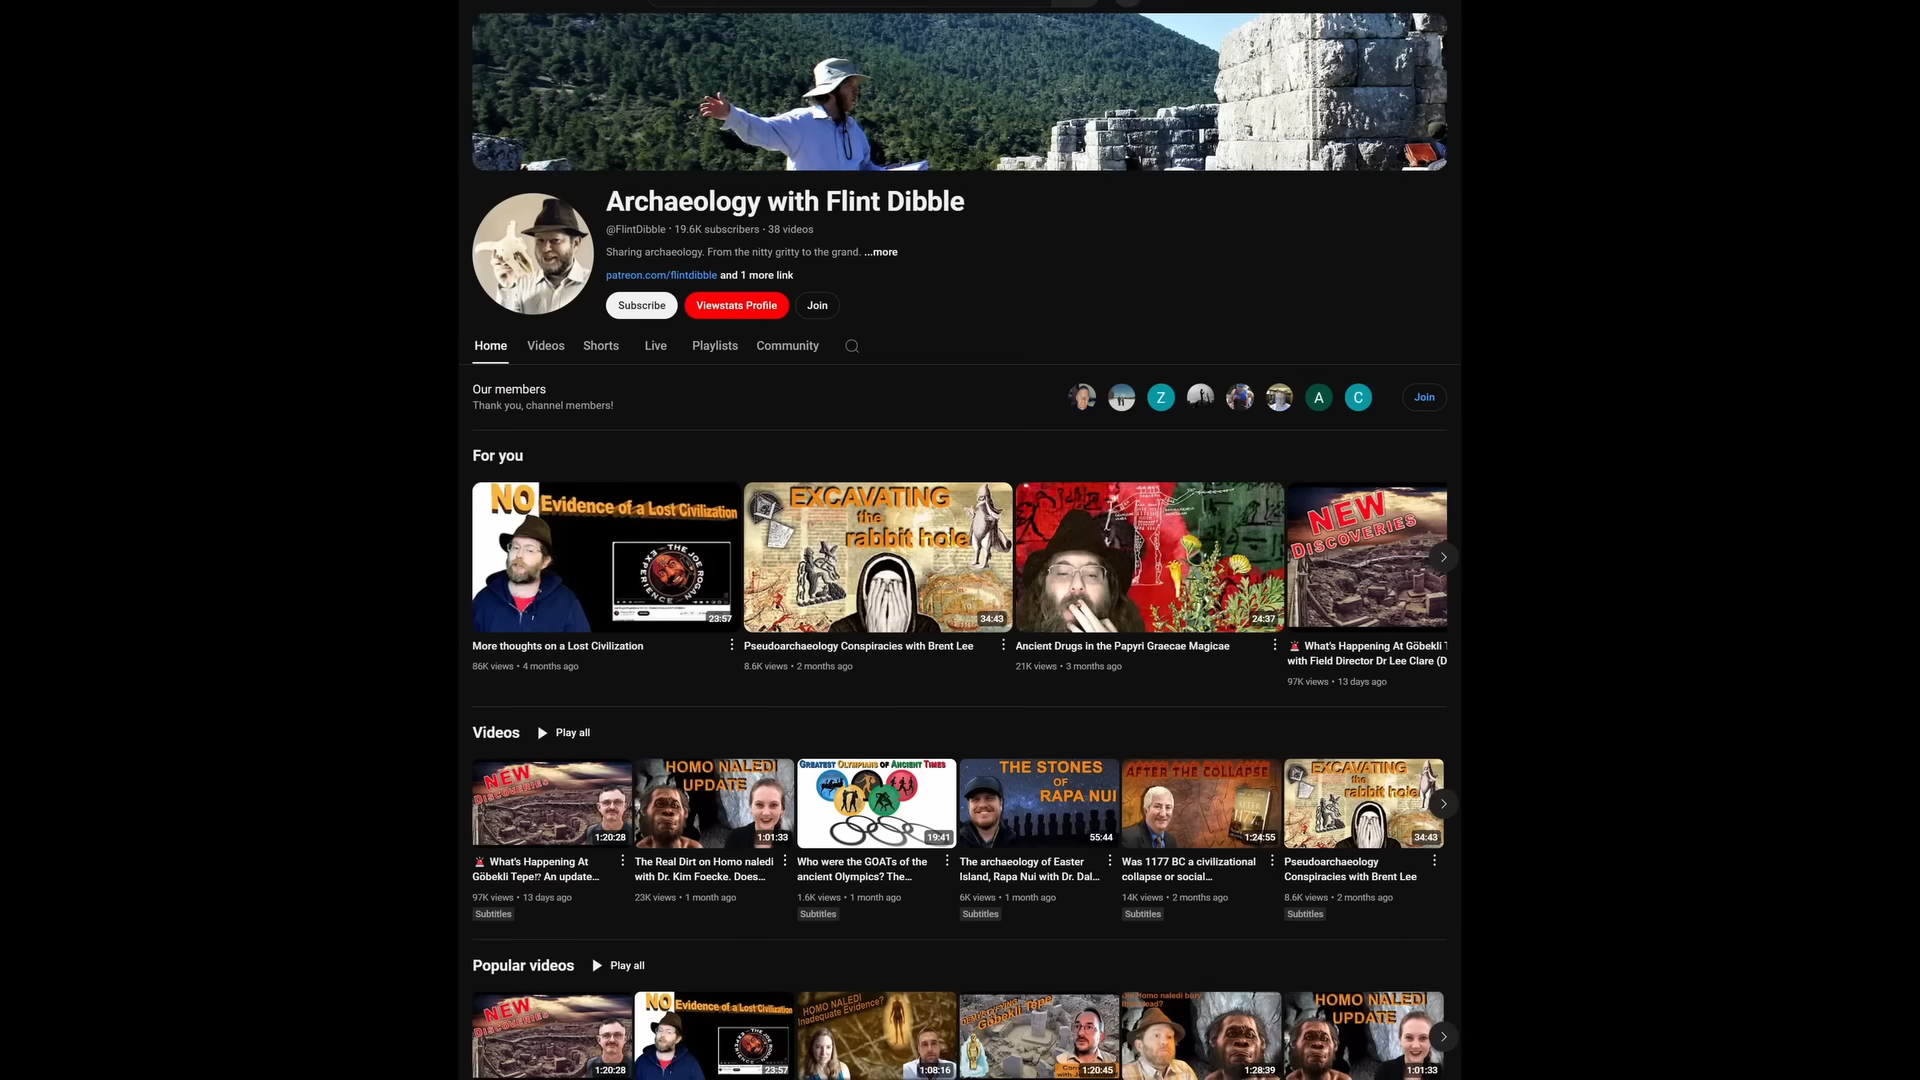 Archaeology with Flint Dibble
@FlintDibble · 19.6K subscribers · 38 videos
Sharing archaeology. From the nitty gritty to the grand. ...more
patreon.com/flintdibble and 1 more link
Subscribe
Viewstats Profile
Join
Home
Videos
Shorts
Live
Playlists
Community
Our members
Thank you, channel members!
Z
A
C
Join
For you
NO Evidence of a Lost Civilization
THE JOE ROGAN EXPERIENCE
23:57
EXCAVATING
the
rabbit hole
34:43
24:37
NEW
DISCOVERIES
More thoughts on a Lost Civilization
86K views • 4 months ago
Pseudoarchaeology Conspiracies with Brent Lee
8.6K views • 2 months ago
Ancient Drugs in the Papyri Graecae Magicae
21K views • 3 months ago
🚨 What's Happening At Göbekli T
with Field Director Dr Lee Clare (D
97K views • 13 days ago
Videos
Play all
NEW
DISCOVERIES
1:20:28
HOMO NALEDI
UPDATE
1:01:33
GREATEST OLYMPIANS OF ANCIENT TIMES
19:41
THE STONES
OF
RAPA NUI
55:44
AFTER THE COLLAPSE
1:24:55
EXCAVATING
the
rabbit hole
34:43
🚨 What's Happening At
Göbekli Tepe⁉ An update...
97K views • 13 days ago
Subtitles
The Real Dirt on Homo naledi
with Dr. Kim Foecke. Does...
23K views • 1 month ago
Who were the GOATs of the
ancient Olympics? The...
1.6K views • 1 month ago
Subtitles
The archaeology of Easter
Island, Rapa Nui with Dr. Dal...
6K views • 1 month ago
Subtitles
Was 1177 BC a civilizational
collapse or social...
14K views • 2 months ago
Subtitles
Pseudoarchaeology
Conspiracies with Brent Lee
8.6K views • 2 months ago
Subtitles
Popular videos
Play all
NEW
DISCOVERIES
1:20:28
NO Evidence of a Lost Civilization
23:57
HOMO NALEDI
Inadequate Evidence?
1:08:16
DEMYSTIFYING
Göbekli Tepe
1:20:45
Homo naledi bury
1:28:39
HOMO NALEDI
UPDATE
1:01:33